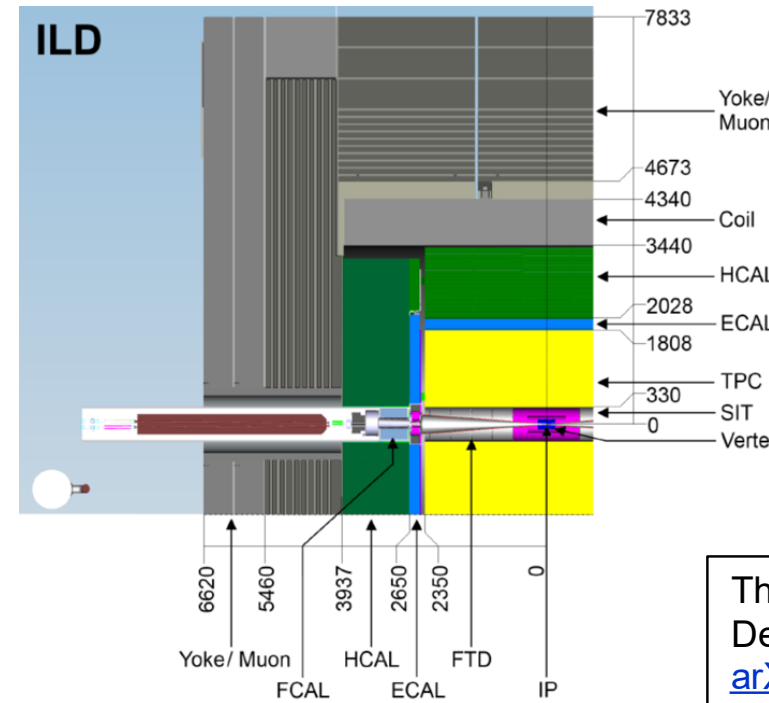 ILD
7833
Yoke/
Muon
4673
4340
Coil
3440
HCAL
2028
ECAL
1808
TPC
330
SIT
0
Verte
6620
5460
3937
2650
2350
0
Yoke/ Muon
HCAL
FTD
FCAL
ECAL
IP
Th
De
arX